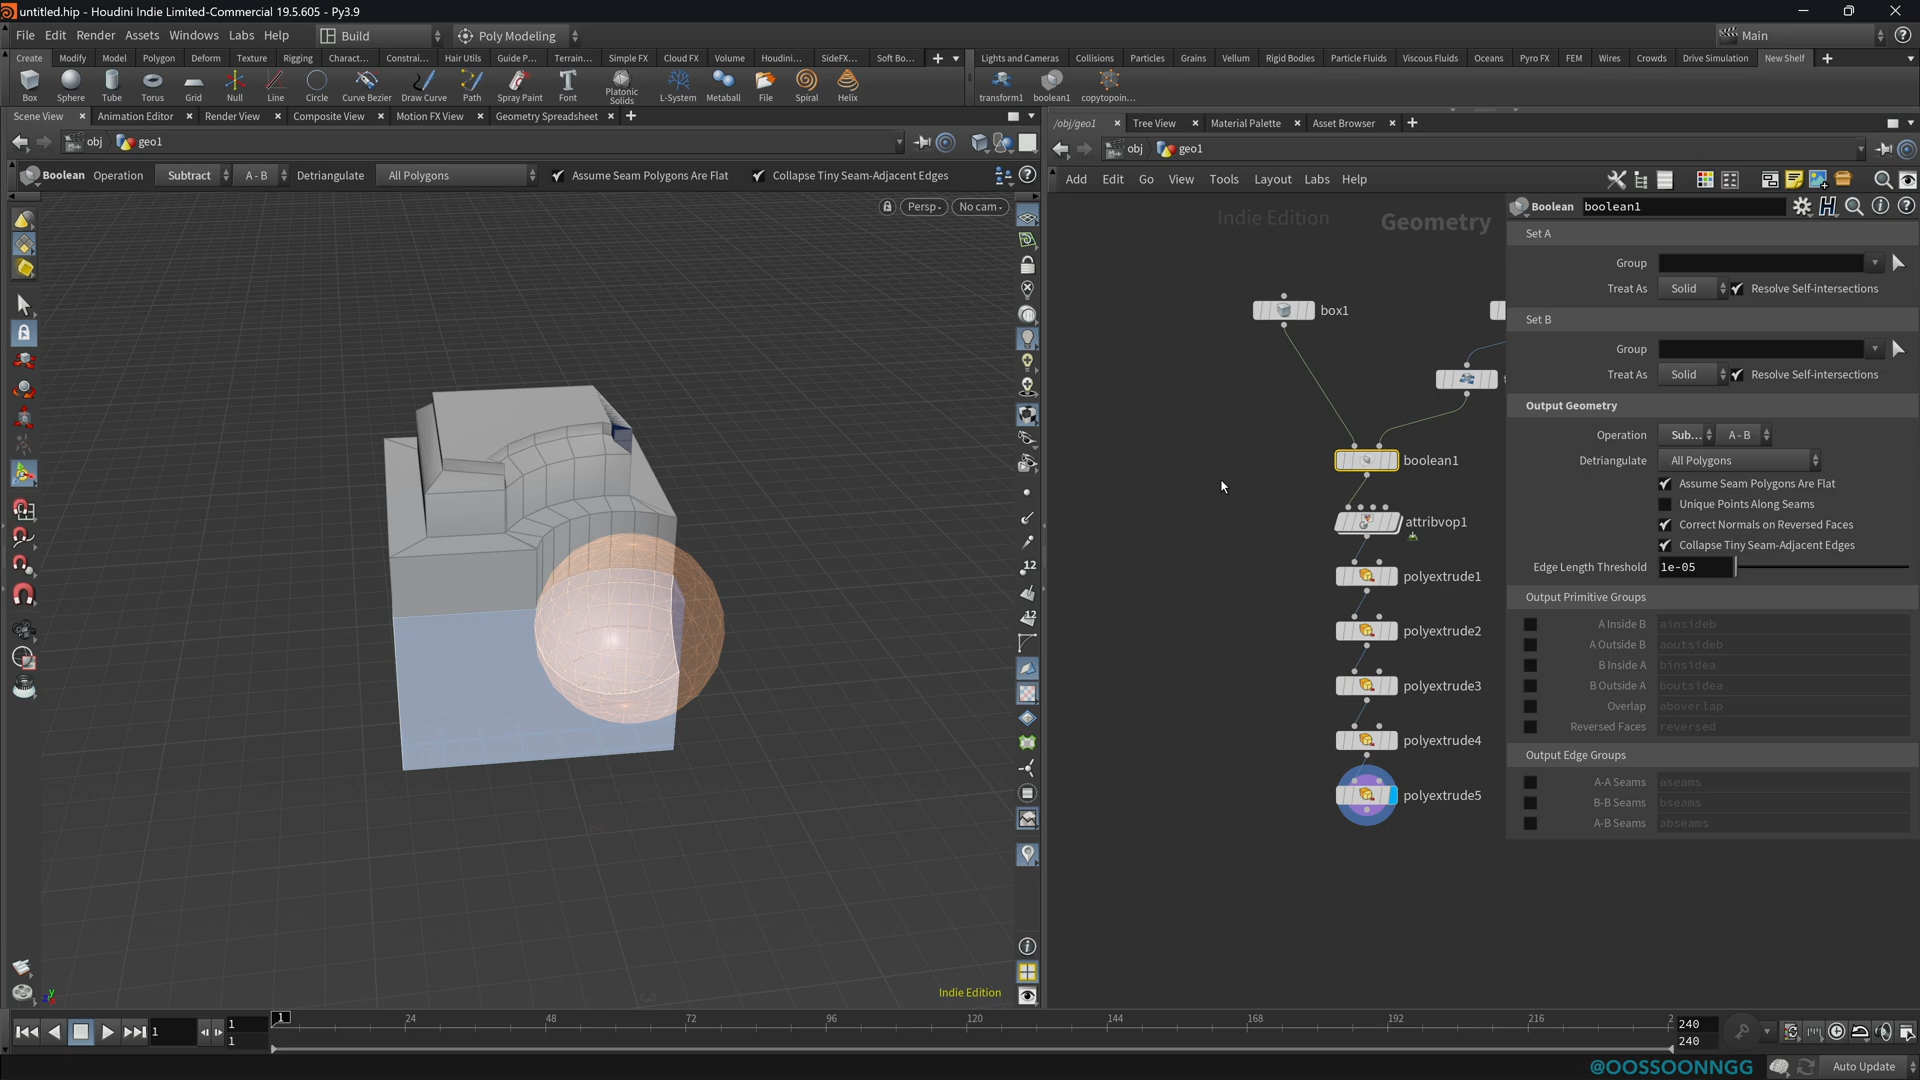 untitled.hip - Houdini Indie Limited-Commercial 19.5.605 - Py3.9
File Edit Render Assets Windows Labs Help Build Poly Modeling Main
Create Modify Model Polygon Deform Texture Rigging Charact... Constrai... Hair Utils Guide P... Terrain... Simple FX Cloud FX Volume Houdini... SideFX... Soft Bo... Lights and Cameras Collisions Particles Grains Vellum Rigid Bodies Particle Fluids Viscous Fluids Oceans Pyro FX FEM Wires Crowds Drive Simulation New Shelf
Box Sphere Tube Torus Grid Null Line Circle Curve Bezier Draw Curve Path Spray Paint Font Platonic Solids L-System Metaball File Spiral Helix transform1 boolean1 copytopoin...
Scene View Animation Editor Render View Composite View Motion FX View Geometry Spreadsheet
/obj/geo1 Tree View Material Palette Asset Browser
obj geo1
obj geo1
Boolean Operation Subtract A - B Detriangulate All Polygons Assume Seam Polygons Are Flat Collapse Tiny Seam-Adjacent Edges
Add Edit Go View Tools Layout Labs Help
Persp No cam
Indie Edition Geometry
Boolean boolean1
Set A
Group
Treat As Solid Resolve Self-intersections
Set B
Group
Treat As Solid Resolve Self-intersections
Output Geometry
Operation Sub... A - B
Detriangulate All Polygons
Assume Seam Polygons Are Flat
Unique Points Along Seams
Correct Normals on Reversed Faces
Collapse Tiny Seam-Adjacent Edges
Edge Length Threshold 1e-05
Output Primitive Groups
A Inside B ainsideb
A Outside B aoutsideb
B Inside A binsidea
B Outside A boutsidea
Overlap aboverlap
Reversed Faces reversed
Output Edge Groups
A-A Seams aseams
B-B Seams bseams
A-B Seams abseams
box1
boolean1
attribvop1
polyextrude1
polyextrude2
polyextrude3
polyextrude4
polyextrude5
12
12
Indie Edition
z y
1 1 1 1 24 48 72 96 120 144 168 192 216 2 240 240
@OOSSOONNGG Auto Update